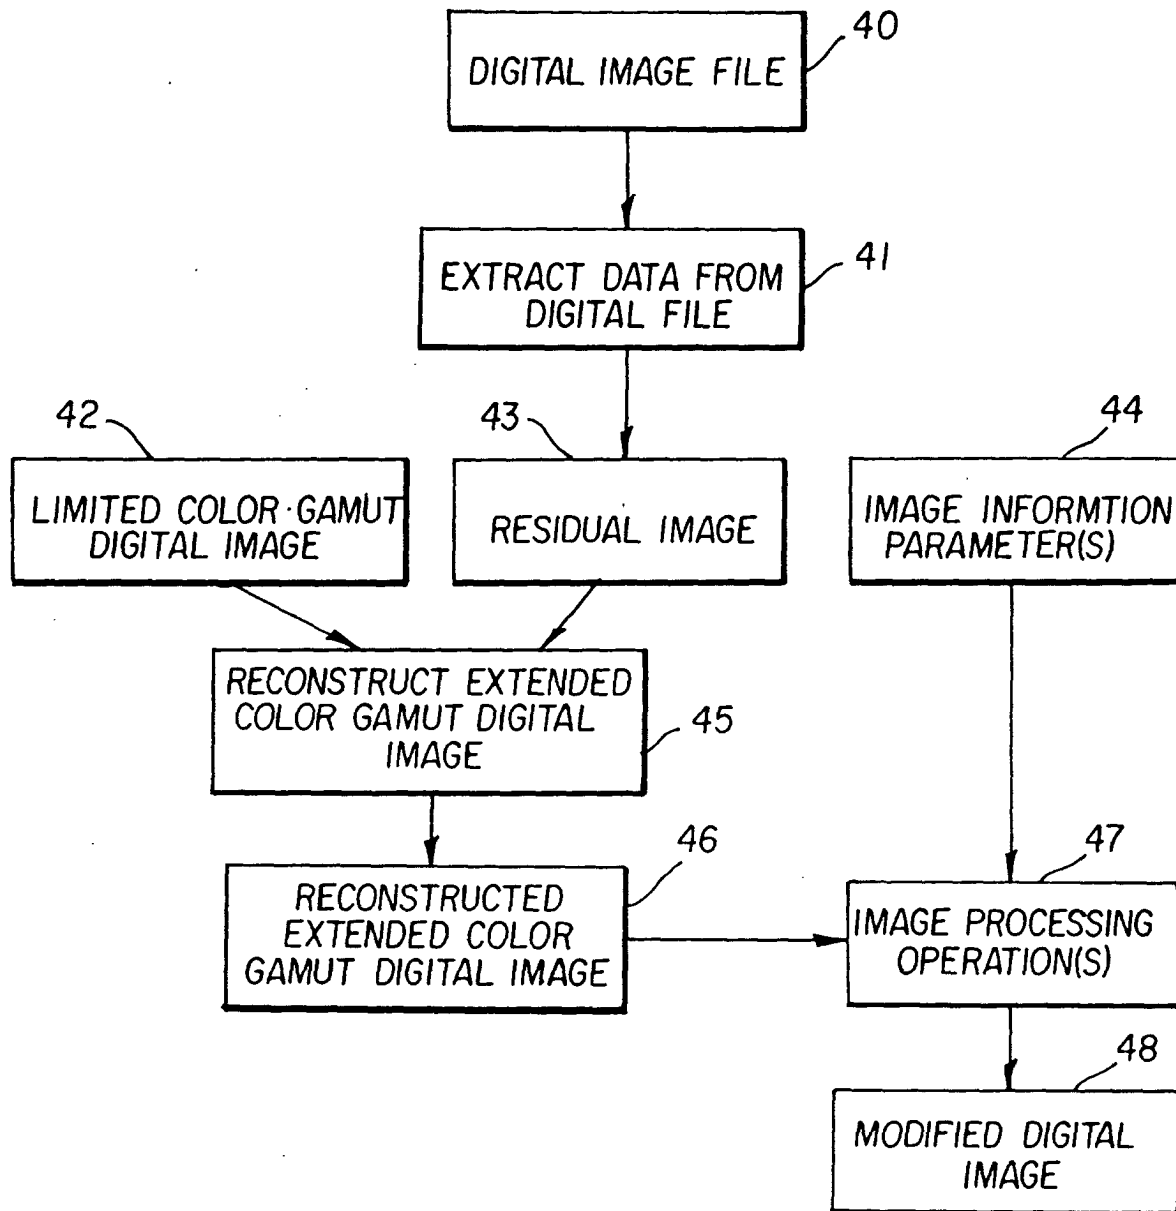 40
DIGITAL IMAGE FILE
41
EXTRACT DATA FROM
DIGITAL FILE
42
43
44
LIMITED COLOR·GAMUT
DIGITAL IMAGE
RESIDUAL IMAGE
IMAGE INFORMTION
PARAMETER(S)
RECONSTRUCT EXTENDED
COLOR GAMUT DIGITAL
IMAGE
45
46
47
RECONSTRUCTED
EXTENDED COLOR
GAMUT DIGITAL IMAGE
IMAGE PROCESSING
OPERATION(S)
48
MODIFIED DIGITAL
IMAGE